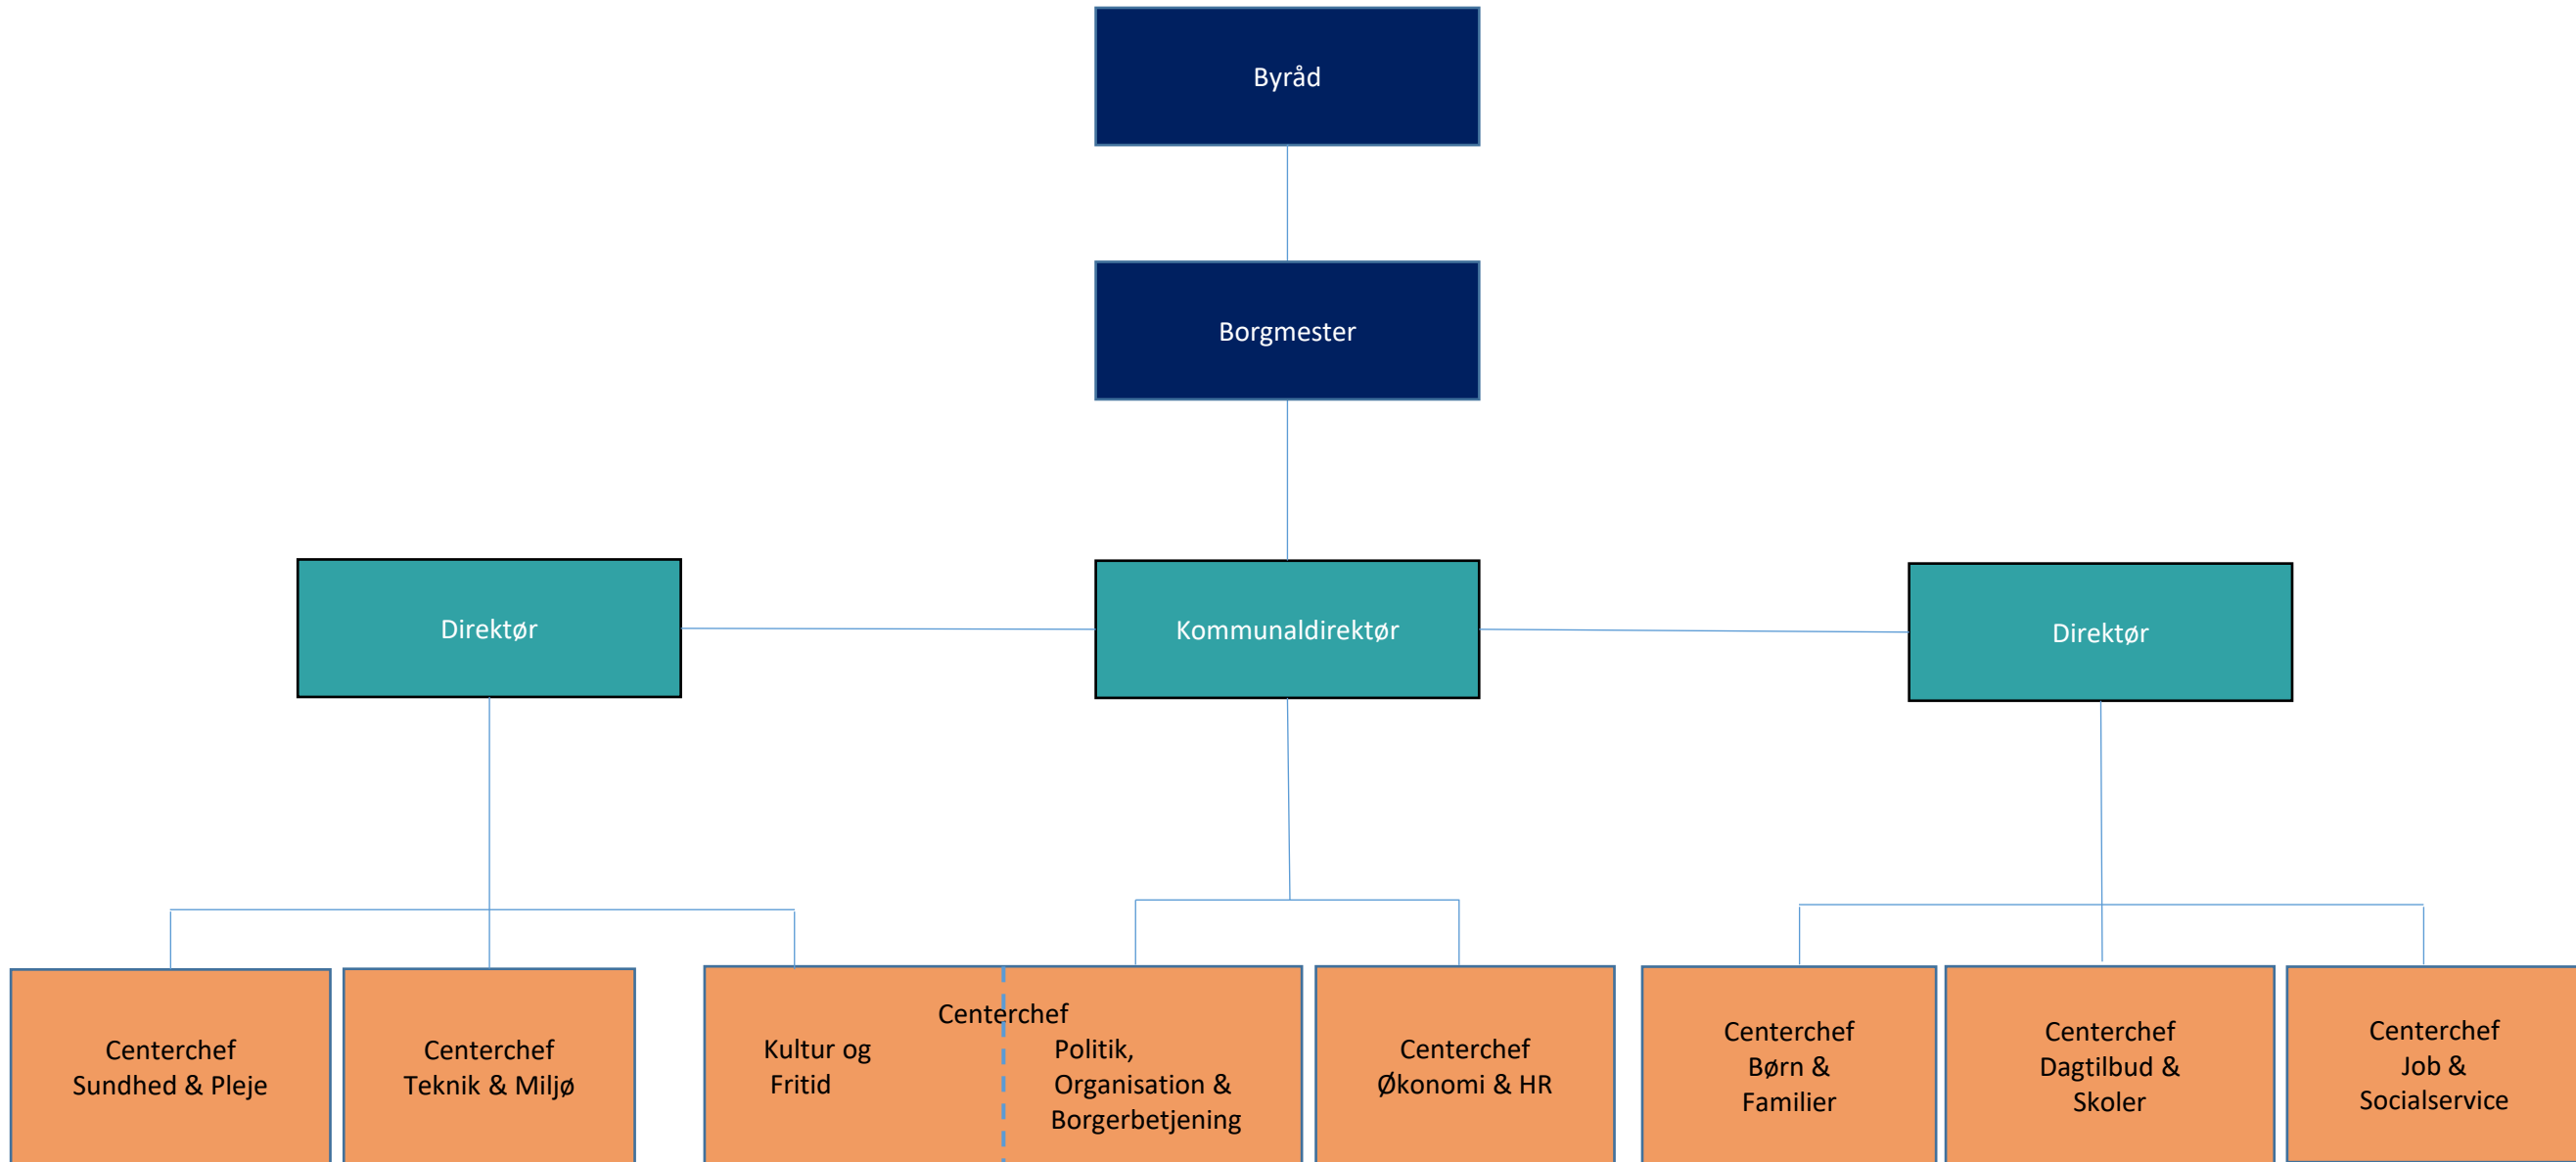 Byråd
Borgmester
Direktør
Kommunaldirektør
Direktør
Centerchef
Sundhed & Pleje
Centerchef
Teknik & Miljø
Centerchef
Kultur og
Fritid
Politik,
Organisation &
Borgerbetjening
Centerchef
Økonomi & HR
Centerchef
Børn &
Familier
Centerchef
Dagtilbud &
Skoler
Centerchef
Job &
Socialservice